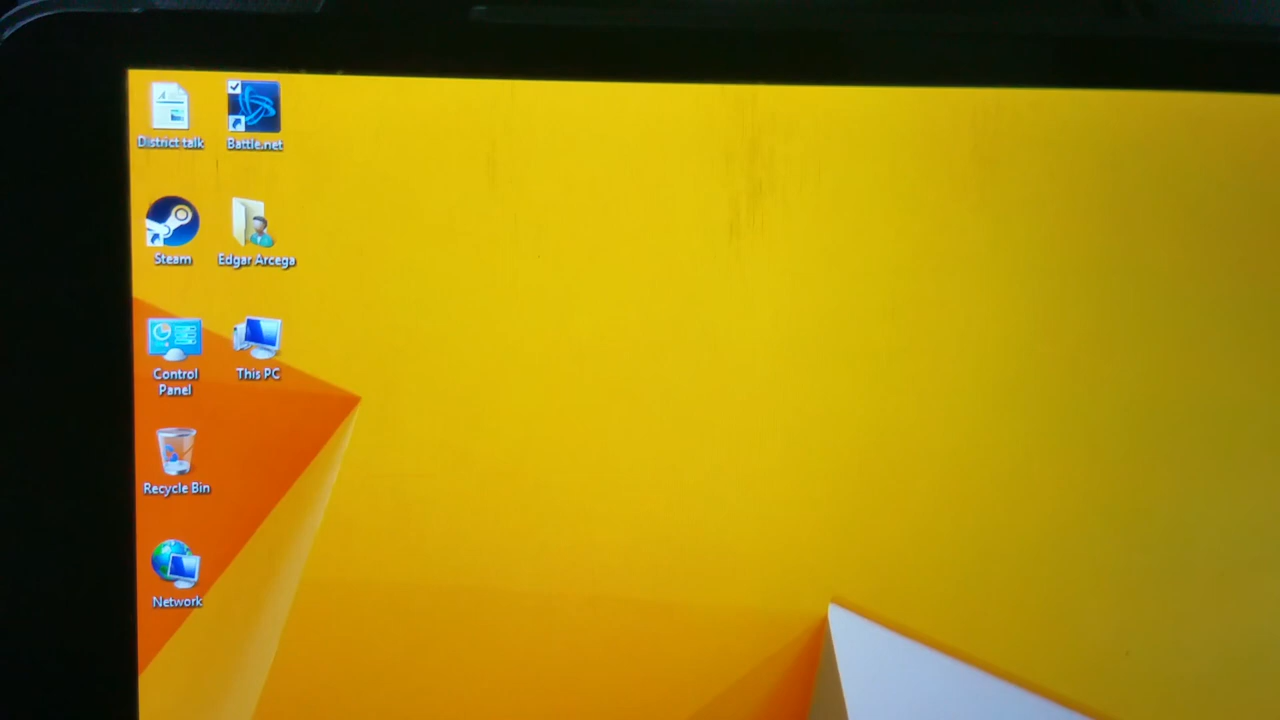 District talk
Battle.net
Steam
Edgar Arcega
Control
Panel
This PC
Recycle Bin
Network